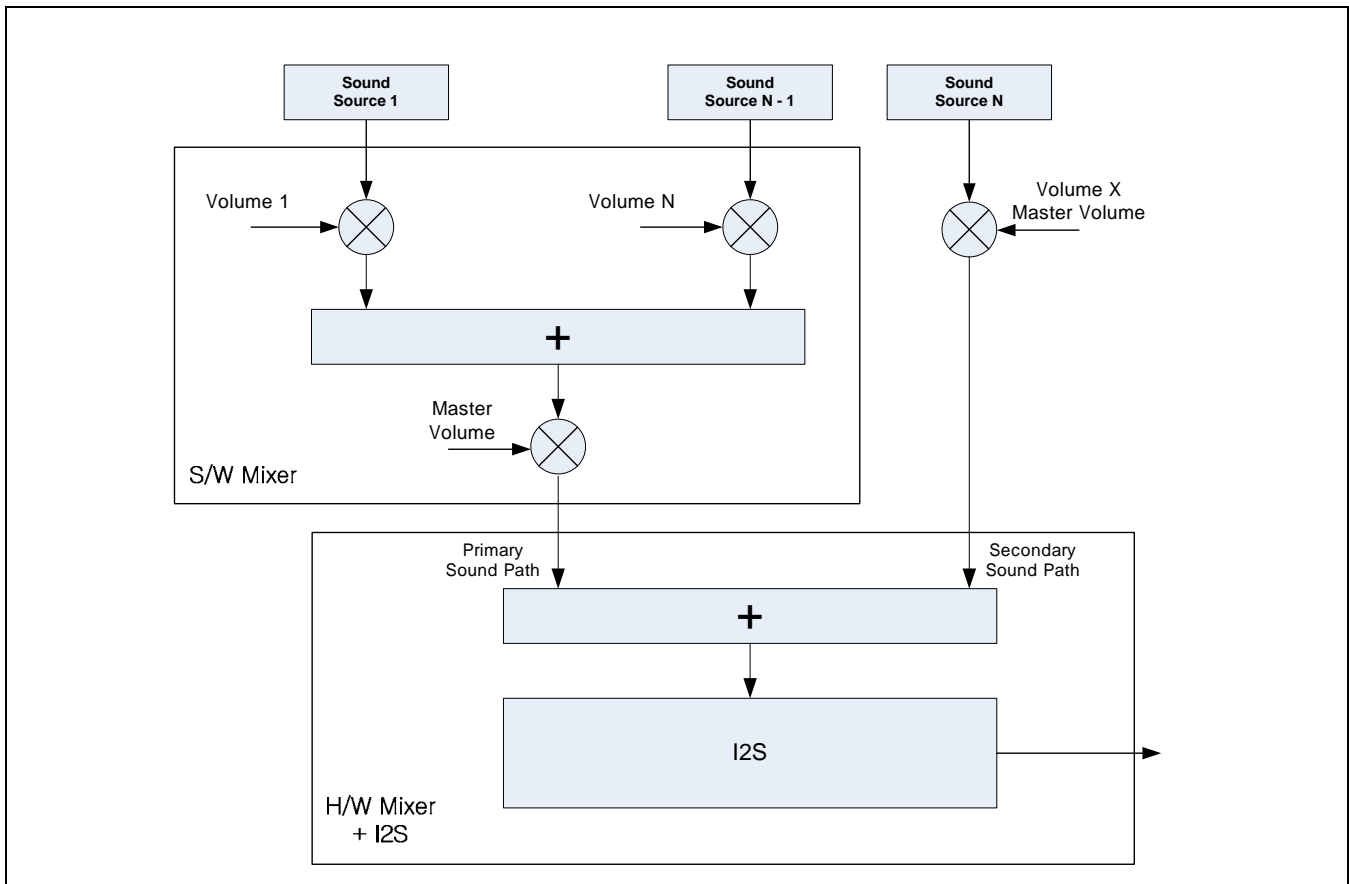 Sound
Source 1
Sound
Source N - 1
Sound
Source N
Volume 1
Volume N
Volume X
Master Volume
+
Master
Volume
S/W Mixer
Primary
Sound Path
Secondary
Sound Path
+
I2S
H/W Mixer
+ I2S